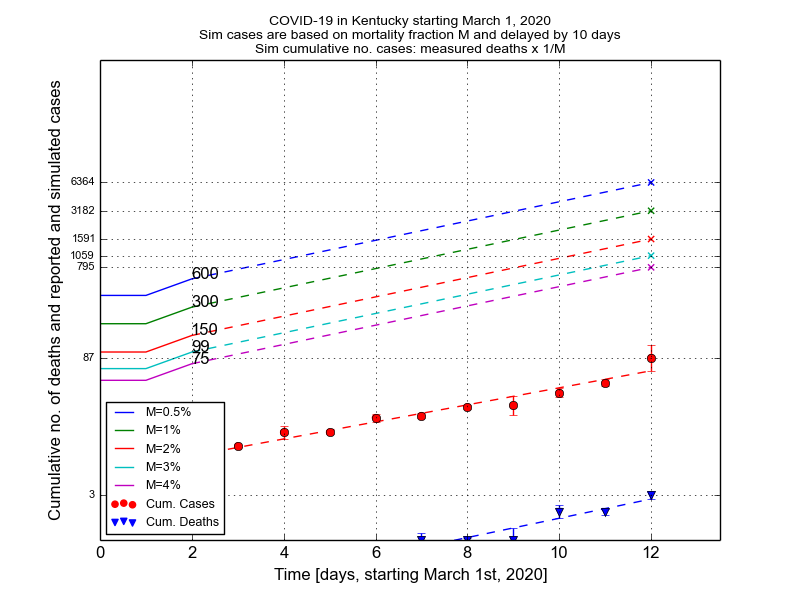 COVID-19 in Kentucky starting March 1, 2020
Sim cases are based on mortality fraction M and delayed by 10 days
Sim cumulative no. cases: measured deaths x 1/M
Cumulative no. of deaths and reported and simulated cases
6364
3182
1591
1059
795
87
3
600
300
150
99
75
M=0.5%
M=1%
M=2%
M=3%
M=4%
Cum. Cases
Cum. Deaths
0 2 4 6 8 10 12
Time [days, starting March 1st, 2020]